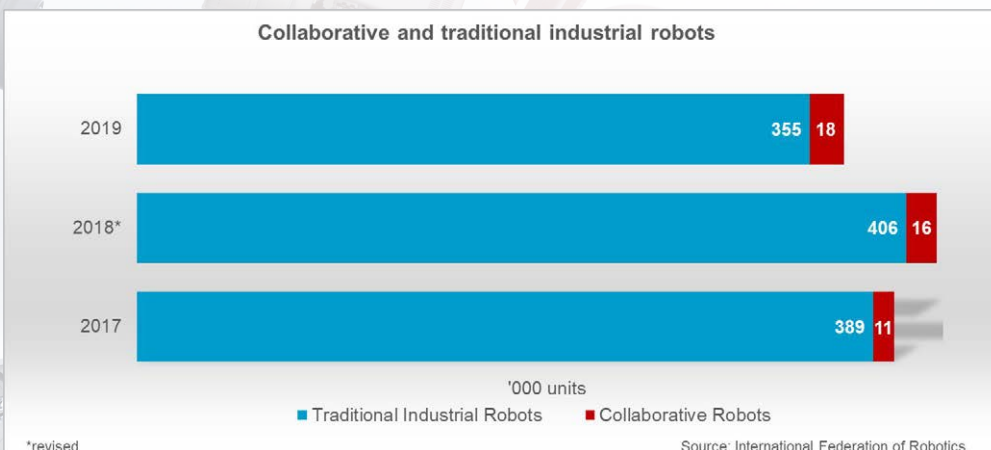 Collaborative and traditional industrial robots
2019 355 18
2018* 406 16
2017 389 11
'000 units
Traditional Industrial Robots Collaborative Robots
*revised Source: International Federation of Robotics